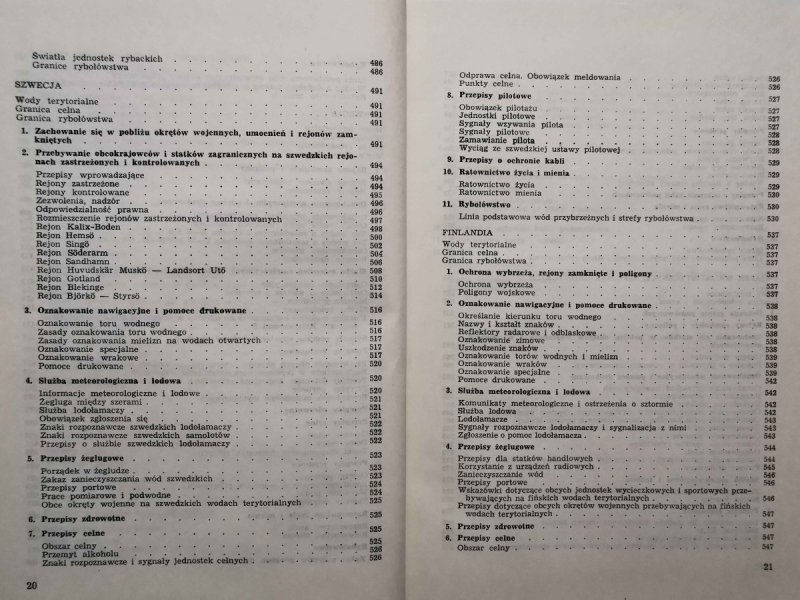 Światła jednostek rybackich . . . 486
Granice rybołówstwa . . . 486
SZWECJA . . . 491
Wody terytorialne . . . 491
Granica celna . . . 491
Granica rybołówstwa . . . 491
1. Zachowanie się w pobliżu okrętów wojennych, umocnień i rejonów zam-
kniętych . . . 491
2. Przebywanie obcokrajowców i statków zagranicznych na szwedzkich rejo-
nach zastrzeżonych i kontrolowanych . . . 494
Przepisy wprowadzające . . . 494
Rejony zastrzeżone . . . 494
Rejony kontrolowane . . . 495
Zezwolenia, nadzór . . . 496
Odpowiedzialność prawna . . . 496
Rozmieszczenie rejonów zastrzeżonych i kontrolowanych . . . 497
Rejon Kalix-Boden . . . 498
Rejon Hemsö . . . 500
Rejon Singö . . . 502
Rejon Söderarm . . . 504
Rejon Sandhamn . . . 506
Rejon Huvudskär Muskö — Landsort Utö . . . 508
Rejon Gotland . . . 510
Rejon Blekinge . . . 512
Rejon Björkö — Styrsö . . . 514
3. Oznakowanie nawigacyjne i pomoce drukowane . . . 516
Oznakowanie toru wodnego . . . 516
Zasady oznakowania toru wodnego . . . 516
Zasady oznakowania mielizn na wodach otwartych . . . 517
Oznakowanie specjalne . . . 517
Oznakowanie wrakowe . . . 517
Pomoce drukowane . . . 520
4. Służba meteorologiczna i lodowa . . . 520
Informacje meteorologiczne i lodowe . . . 520
Żegluga między szerami . . . 521
Służba lodołamaczy . . . 521
Obowiązek zgłoszenia się . . . 521
Znaki rozpoznawcze szwedzkich lodołamaczy . . . 522
Znaki rozpoznawcze szwedzkich samolotów . . . 522
Przepisy o służbie szwedzkich lodołamaczy . . . 522
5. Przepisy żeglugowe . . . 523
Porządek w żegludze . . . 523
Zakaz zanieczyszczania wód szwedzkich . . . 523
Przepisy portowe . . . 524
Prace pomiarowe i podwodne . . . 524
Obce okręty wojenne na szwedzkich wodach terytorialnych . . . 525
6. Przepisy zdrowotne . . . 525
7. Przepisy celne . . . 525
Obszar celny . . . 525
Przemyt alkoholu . . . 526
Znaki rozpoznawcze i sygnały jednostek celnych . . . 526
20
Odprawa celna. Obowiązek meldowania . . . 526
Punkty celne . . . 526
8. Przepisy pilotowe . . . 527
Obowiązek pilotażu . . . 527
Jednostki pilotowe . . . 527
Sygnały wzywania pilota . . . 527
Sygnały pilotowe . . . 528
Zamawianie pilota . . . 528
Wyciąg ze szwedzkiej ustawy pilotowej . . . 528
9. Przepisy o ochronie kabli . . . 529
10. Ratownictwo życia i mienia . . . 529
Ratownictwo życia . . . 529
Ratownictwo mienia . . . 530
11. Rybołówstwo . . . 530
Linia podstawowa wód przybrzeżnych i strefy rybołówstwa . . . 530
FINLANDIA . . . 537
Wody terytorialne . . . 537
Granica celna . . . 537
Granica rybołówstwa . . . 537
1. Ochrona wybrzeża, rejony zamknięte i poligony . . . 537
Ochrona wybrzeża . . . 537
Poligony wojskowe . . . 537
2. Oznakowanie nawigacyjne i pomoce drukowane . . . 538
Określanie kierunku toru wodnego . . . 538
Nazwy i kształt znaków . . . 538
Reflektory radarowe i odblaskowe . . . 538
Oznakowanie zimowe . . . 538
Uszkodzenie znaków . . . 538
Oznakowanie torów wodnych i mielizn . . . 539
Oznakowanie wraków . . . 539
Oznakowanie specjalne . . . 539
Pomoce drukowane . . . 542
3. Służba meteorologiczna i lodowa . . . 542
Komunikaty meteorologiczne i ostrzeżenia o sztormie . . . 542
Służba lodowa . . . 542
Lodołamacze . . . 542
Sygnały rozpoznawcze lodołamaczy i sygnalizacja z nimi . . . 543
Zgłoszenie o pomoc lodołamacza . . . 543
4. Przepisy żeglugowe . . . 544
Przepisy dla statków handlowych . . . 544
Korzystanie z urządzeń radiowych . . . 545
Zanieczyszczanie wód . . . 546
Przepisy portowe . . . 546
Wskazówki dotyczące obcych jednostek wycieczkowych i sportowych prze-
bywających na fińskich wodach terytorialnych . . . 546
Przepisy dotyczące obcych okrętów wojennych przebywających na fińskich
wodach terytorialnych . . . 547
5. Przepisy zdrowotne . . . 547
6. Przepisy celne . . . 547
Obszar celny . . . 547
21